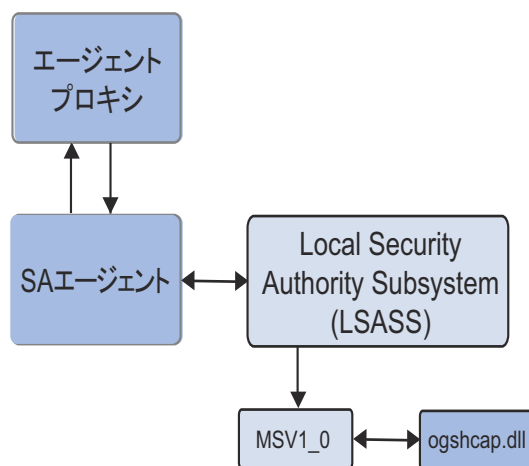 エージェント
プロキシ
SAエージェント
Local Security
Authority Subsystem
(LSASS)
MSV1_0
ogshcap.dll